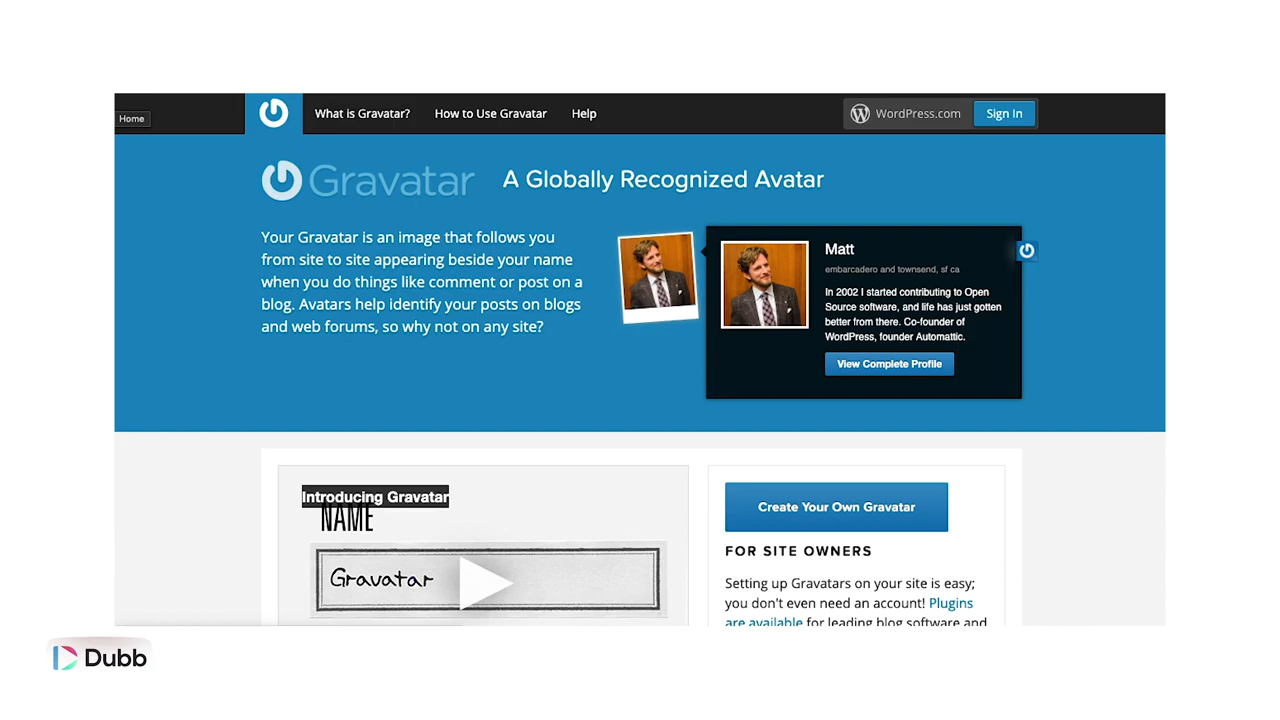 Home
What is Gravatar?
How to Use Gravatar
Help
WordPress.com
Sign In
Gravatar
A Globally Recognized Avatar
Your Gravatar is an image that follows you
from site to site appearing beside your name
when you do things like comment or post on a
blog. Avatars help identify your posts on blogs
and web forums, so why not on any site?
Matt
embarcadero and townsend, sf ca
In 2002 I started contributing to Open
Source software, and life has just gotten
better from there. Co-founder of
WordPress, founder Automattic.
View Complete Profile
Introducing Gravatar
NAME
Gravatar
Create Your Own Gravatar
FOR SITE OWNERS
Setting up Gravatars on your site is easy;
you don't even need an account! Plugins
are available for leading blog software and
Dubb